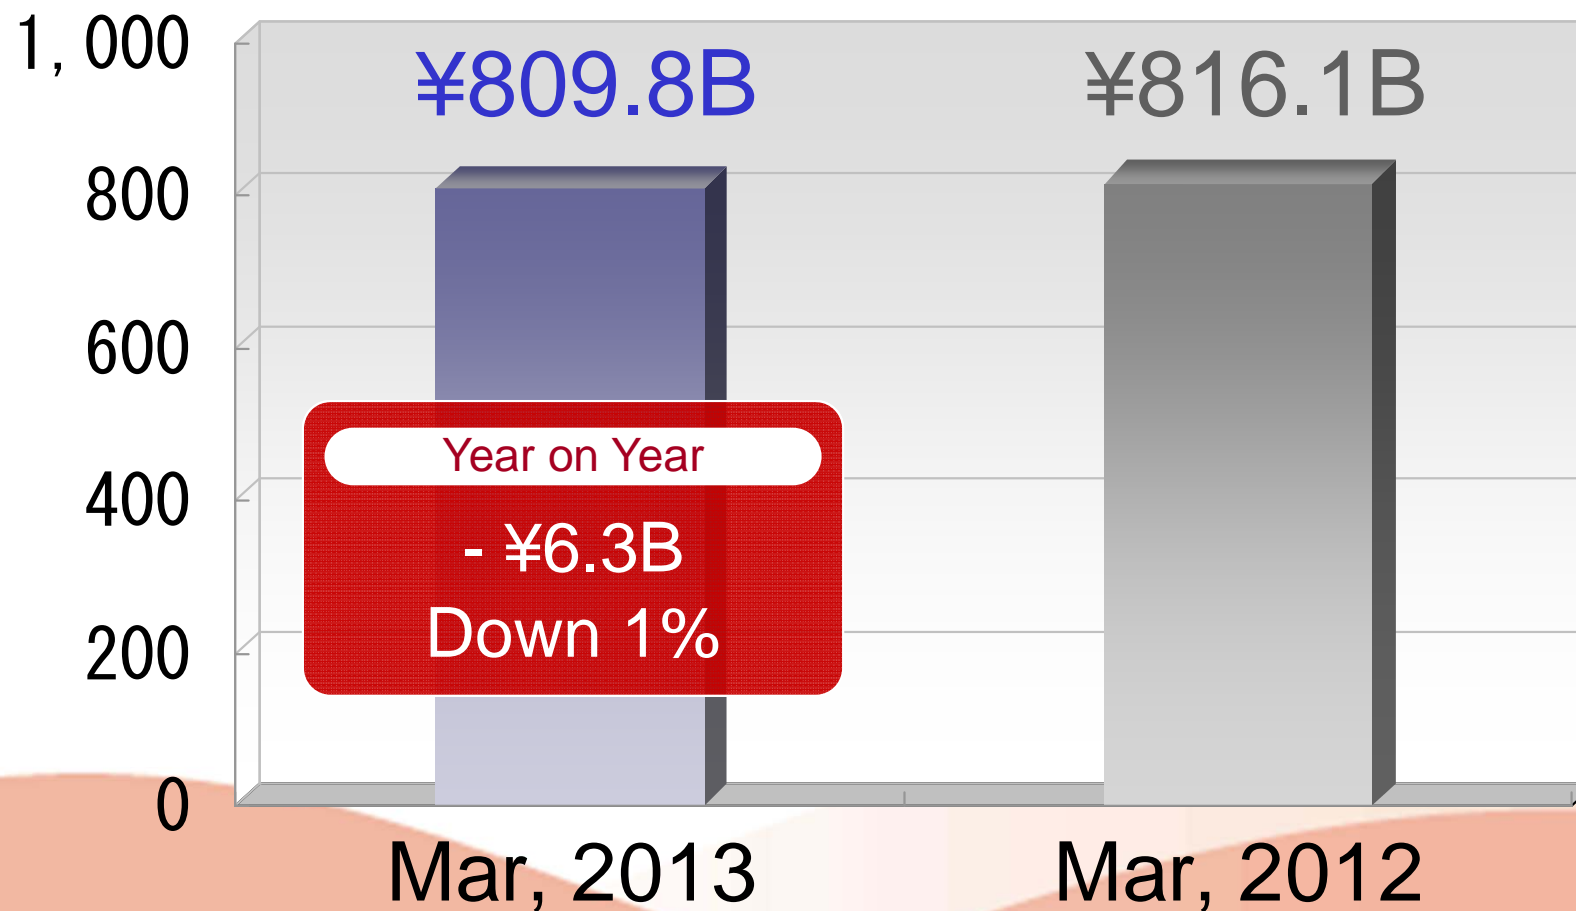 1,000
800
600
400
200
0
¥809.8B
¥816.1B
Year on Year
- ¥6.3B
Down 1%
Mar, 2013
Mar, 2012